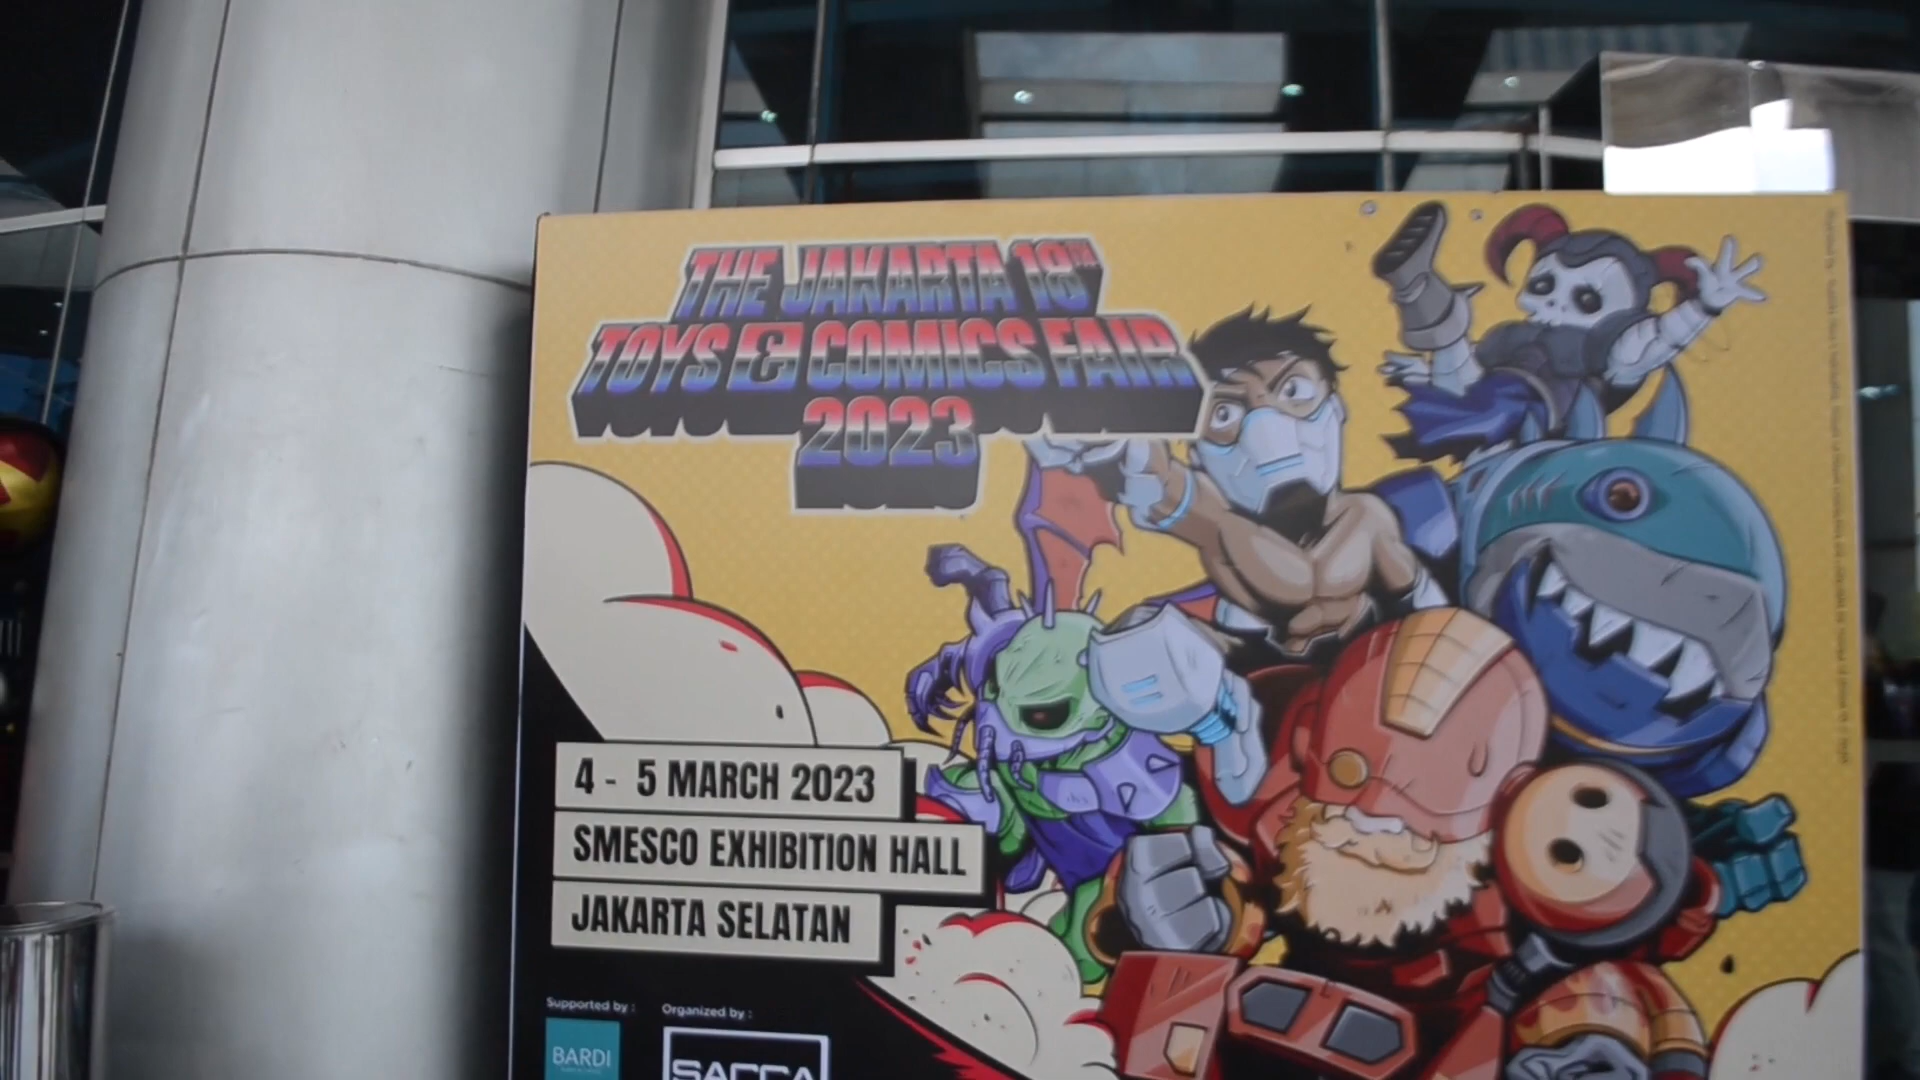 THE JAKARTA 18TH
TOYS & COMICS FAIR
2023
4 - 5 MARCH 2023
SMESCO EXHIBITION HALL
JAKARTA SELATAN
Supported by :
Organized by :
BARDI
SACCA